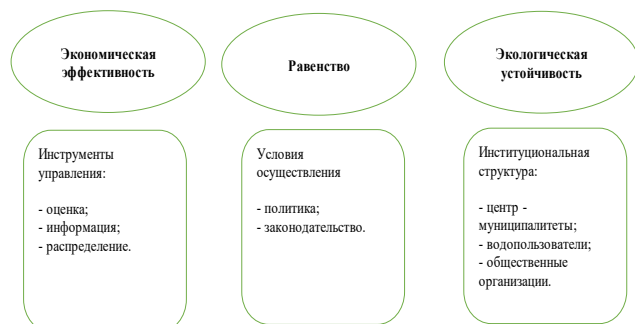 Экономическая
эффективность
Равенство
Экологическая
устойчивость
Инструменты
управления:
- оценка;
- информация;
- распределение.
Условия
осуществления
- политика;
- законодательство.
Институциональная
структура:
- центр -
муниципалитеты;
- водопользователи;
- общественные
организации.